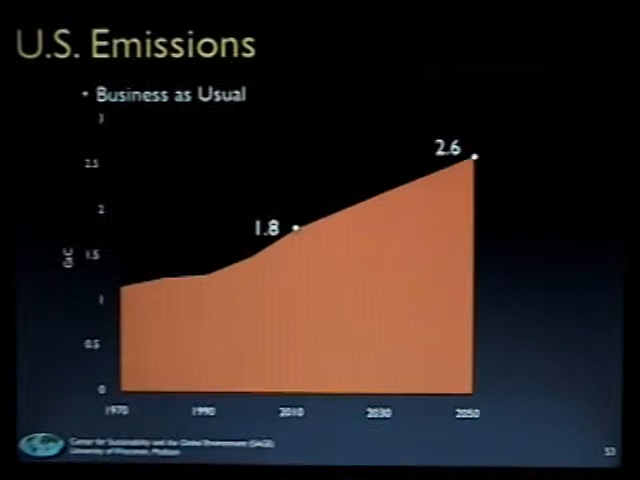 U.S. Emissions
• Business as Usual
3
2.5
2.6
2
1.8
1.5
GtC
1
0.5
0
1970 1990 2010 2030 2050
Center for Sustainability and the Global Environment (SAGE)
University of Wisconsin, Madison
53